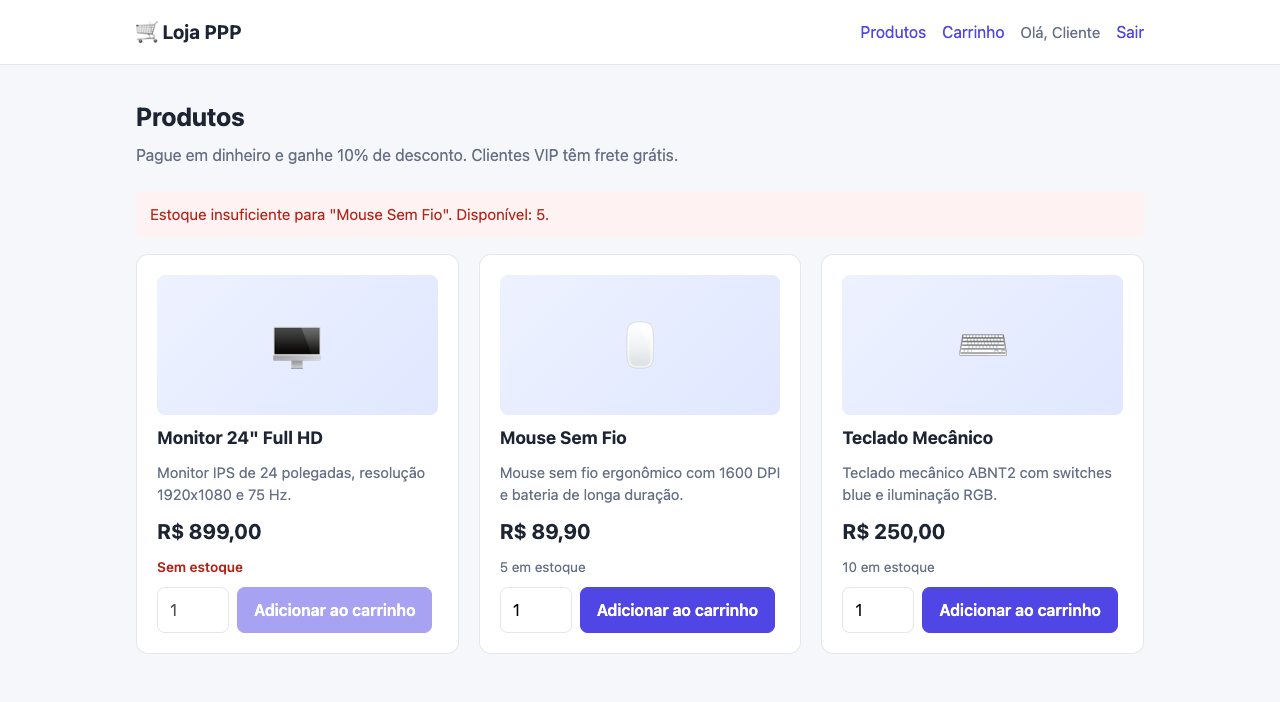 Loja PPP
Produtos Carrinho Olá, Cliente Sair
Produtos
Pague em dinheiro e ganhe 10% de desconto. Clientes VIP têm frete grátis.
Estoque insuficiente para "Mouse Sem Fio". Disponível: 5.
Monitor 24" Full HD
Monitor IPS de 24 polegadas, resolução
1920x1080 e 75 Hz.
R$ 899,00
Sem estoque
1 Adicionar ao carrinho
Mouse Sem Fio
Mouse sem fio ergonômico com 1600 DPI
e bateria de longa duração.
R$ 89,90
5 em estoque
1 Adicionar ao carrinho
Teclado Mecânico
Teclado mecânico ABNT2 com switches
blue e iluminação RGB.
R$ 250,00
10 em estoque
1 Adicionar ao carrinho